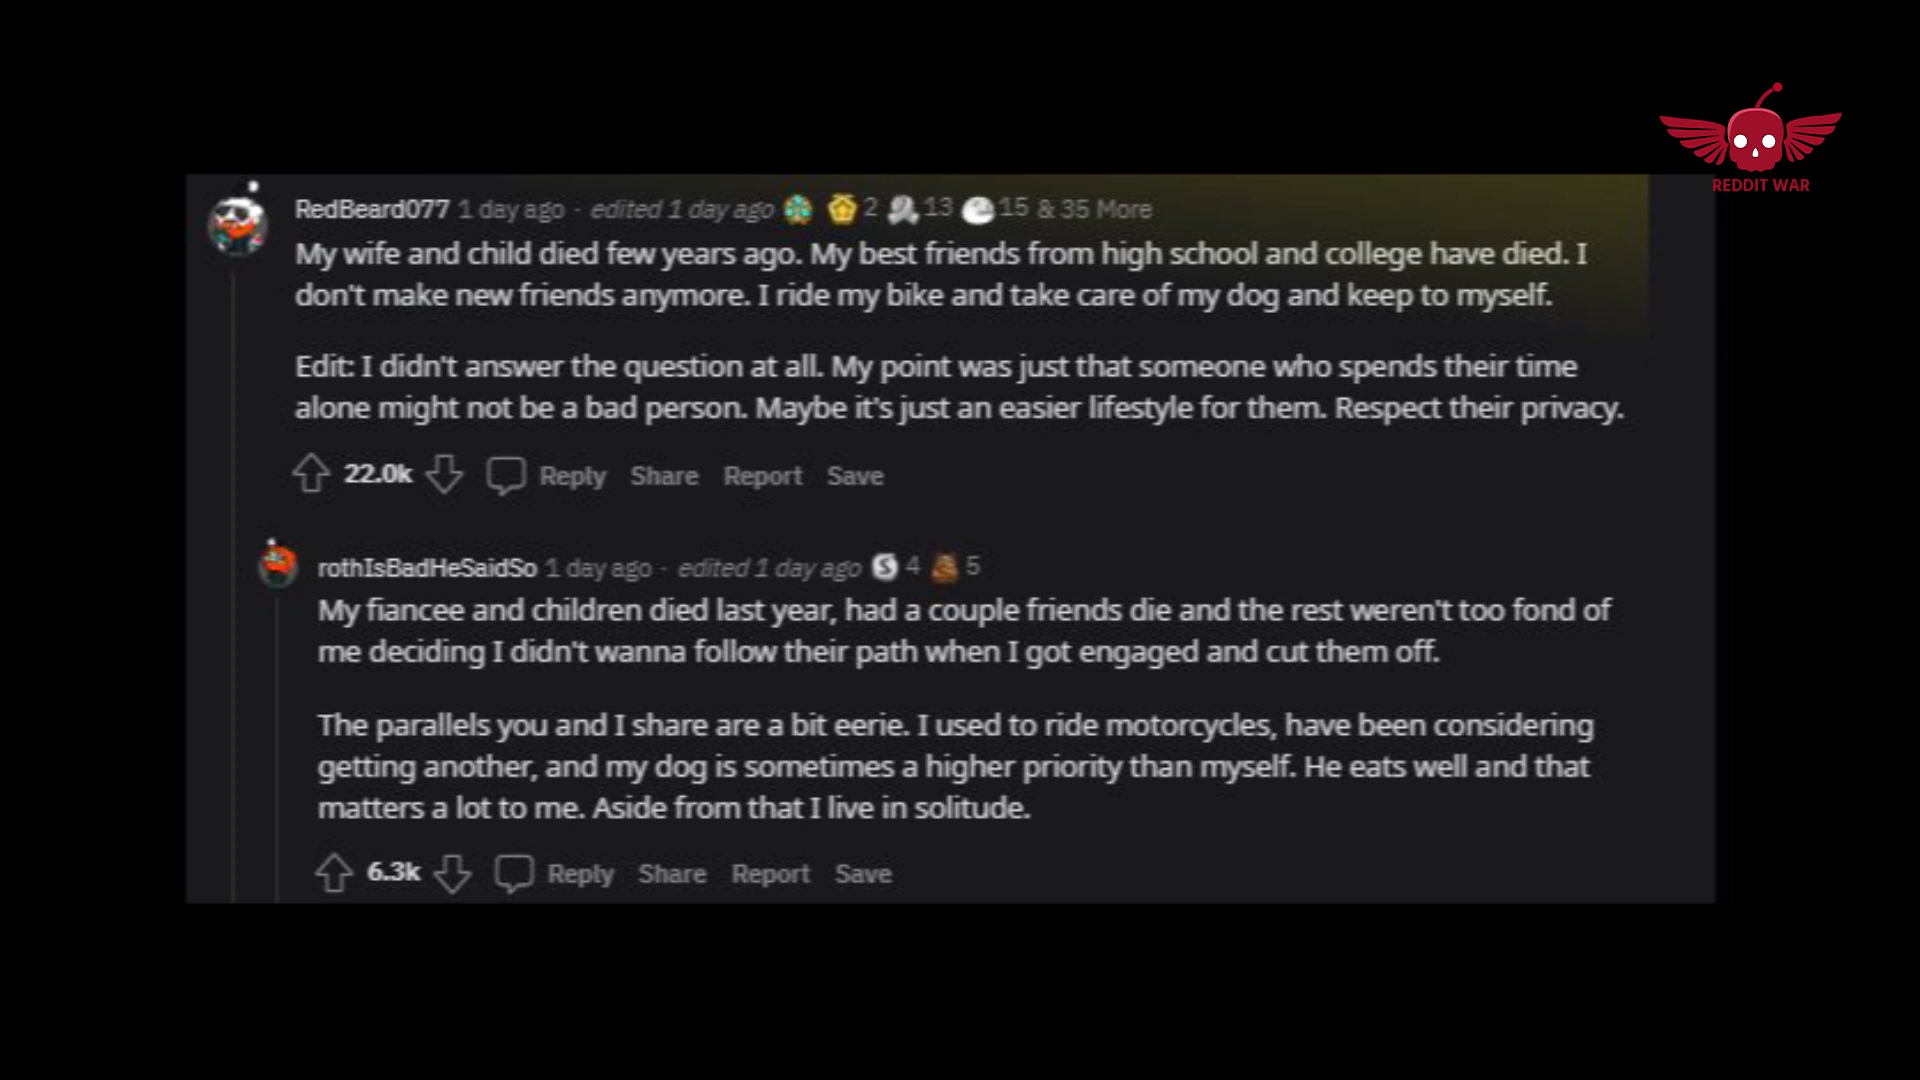 REDDIT WAR
RedBeard077 1 day ago · edited 1 day ago 2 13 15 & 35 More
My wife and child died few years ago. My best friends from high school and college have died. I
don't make new friends anymore. I ride my bike and take care of my dog and keep to myself.
Edit: I didn't answer the question at all. My point was just that someone who spends their time
alone might not be a bad person. Maybe it's just an easier lifestyle for them. Respect their privacy.
22.0k Reply Share Report Save
rothIsBadHeSaidSo 1 day ago · edited 1 day ago S 4 5
My fiancee and children died last year, had a couple friends die and the rest weren't too fond of
me deciding I didn't wanna follow their path when I got engaged and cut them off.
The parallels you and I share are a bit eerie. I used to ride motorcycles, have been considering
getting another, and my dog is sometimes a higher priority than myself. He eats well and that
matters a lot to me. Aside from that I live in solitude.
6.3k Reply Share Report Save